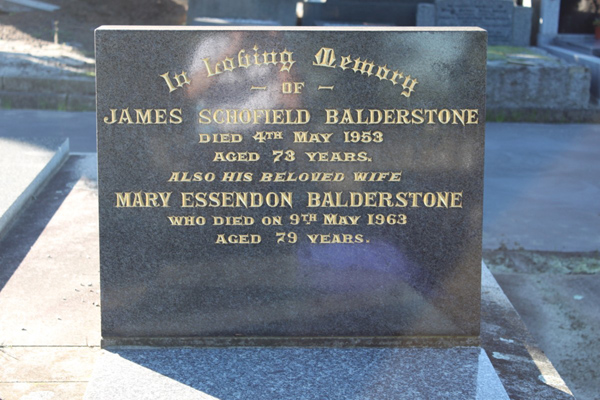 In Loving Memory
— OF —
JAMES SCHOFIELD BALDERSTONE
DIED 4TH MAY 1953
AGED 73 YEARS.
ALSO HIS BELOVED WIFE
MARY ESSENDON BALDERSTONE
WHO DIED ON 9TH MAY 1963
AGED 79 YEARS.